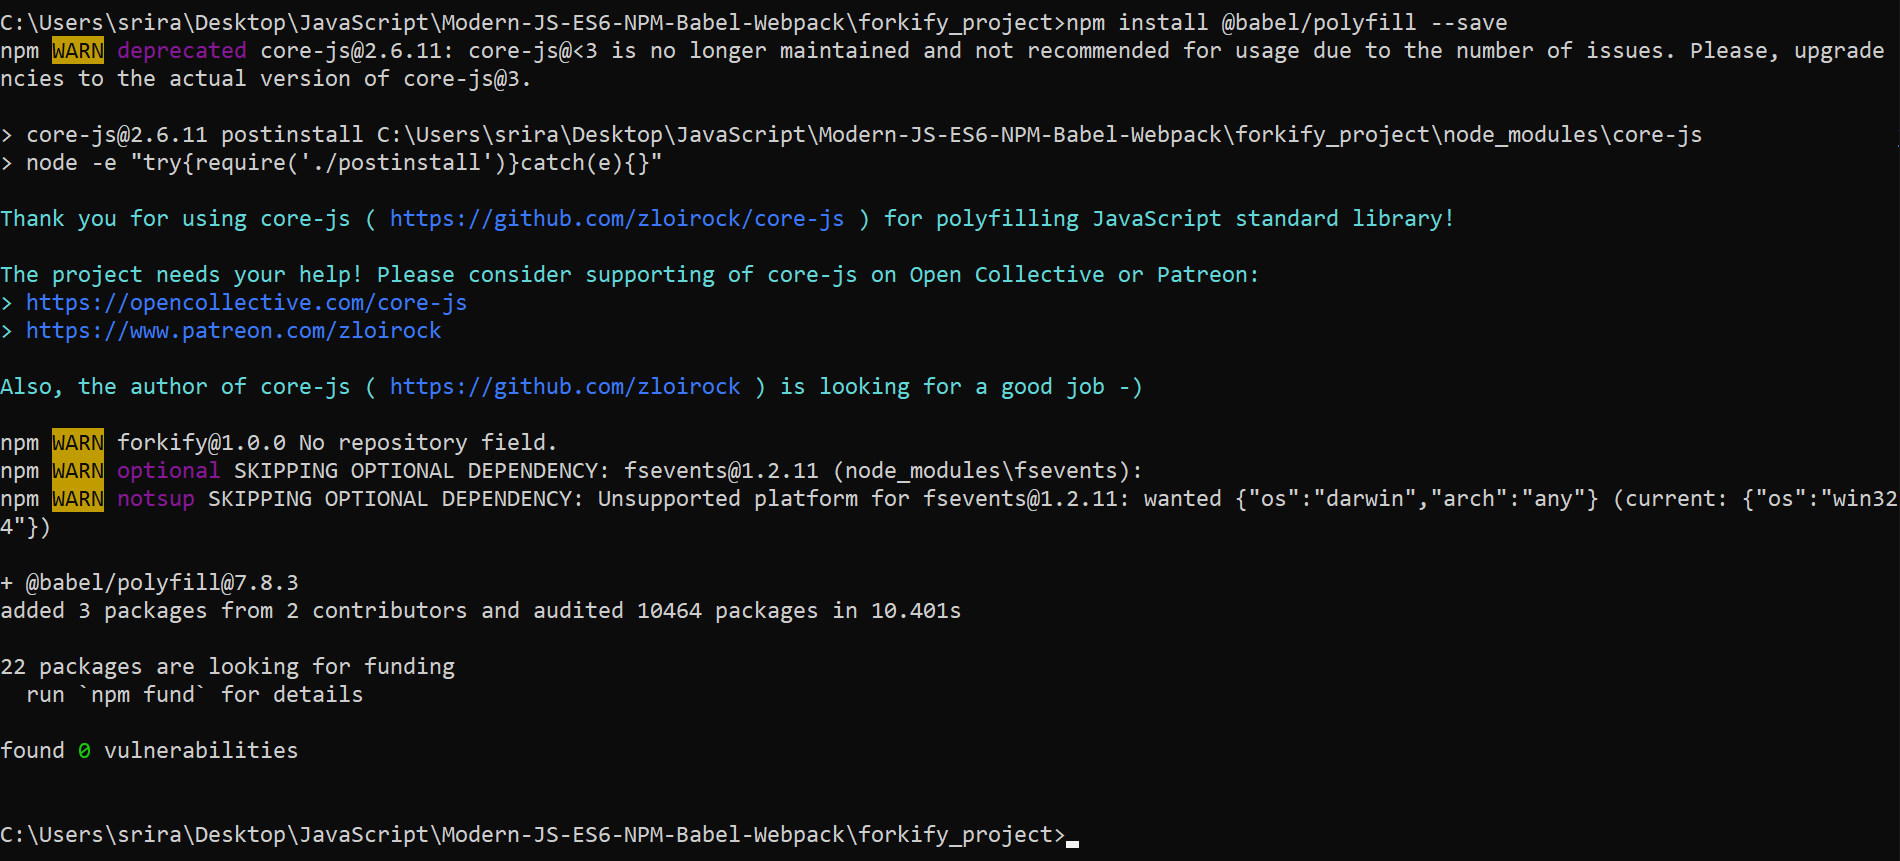 C:\Users\srira\Desktop\JavaScript\Modern-JS-ES6-NPM-Babel-Webpack\forkify_project>npm install @babel/polyfill --save
npm WARN deprecated core-js@2.6.11: core-js@<3 is no longer maintained and not recommended for usage due to the number of issues. Please, upgrade
ncies to the actual version of core-js@3.
> core-js@2.6.11 postinstall C:\Users\srira\Desktop\JavaScript\Modern-JS-ES6-NPM-Babel-Webpack\forkify_project\node_modules\core-js
> node -e "try{require('./postinstall')}catch(e){}"
Thank you for using core-js ( https://github.com/zloirock/core-js ) for polyfilling JavaScript standard library!
The project needs your help! Please consider supporting of core-js on Open Collective or Patreon:
> https://opencollective.com/core-js
> https://www.patreon.com/zloirock
Also, the author of core-js ( https://github.com/zloirock ) is looking for a good job -)
npm WARN forkify@1.0.0 No repository field.
npm WARN optional SKIPPING OPTIONAL DEPENDENCY: fsevents@1.2.11 (node_modules\fsevents):
npm WARN notsup SKIPPING OPTIONAL DEPENDENCY: Unsupported platform for fsevents@1.2.11: wanted {"os":"darwin","arch":"any"} (current: {"os":"win32
4"})
+ @babel/polyfill@7.8.3
added 3 packages from 2 contributors and audited 10464 packages in 10.401s
22 packages are looking for funding
run `npm fund` for details
found 0 vulnerabilities
C:\Users\srira\Desktop\JavaScript\Modern-JS-ES6-NPM-Babel-Webpack\forkify_project>